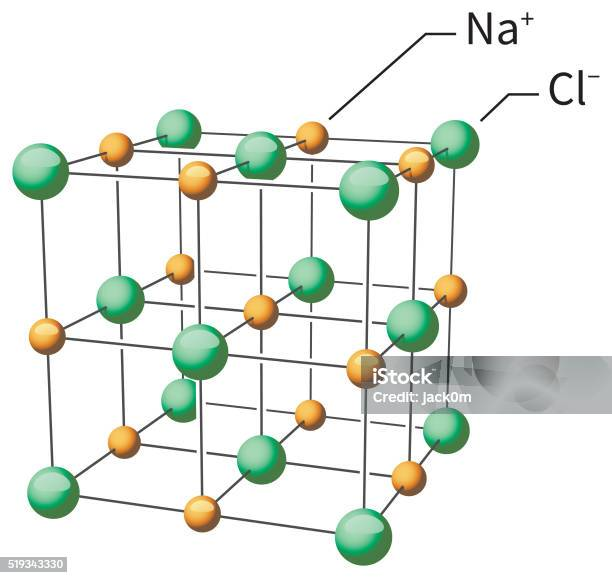 Na⁺
Cl⁻
iStock
Credit: jack0m
519343330